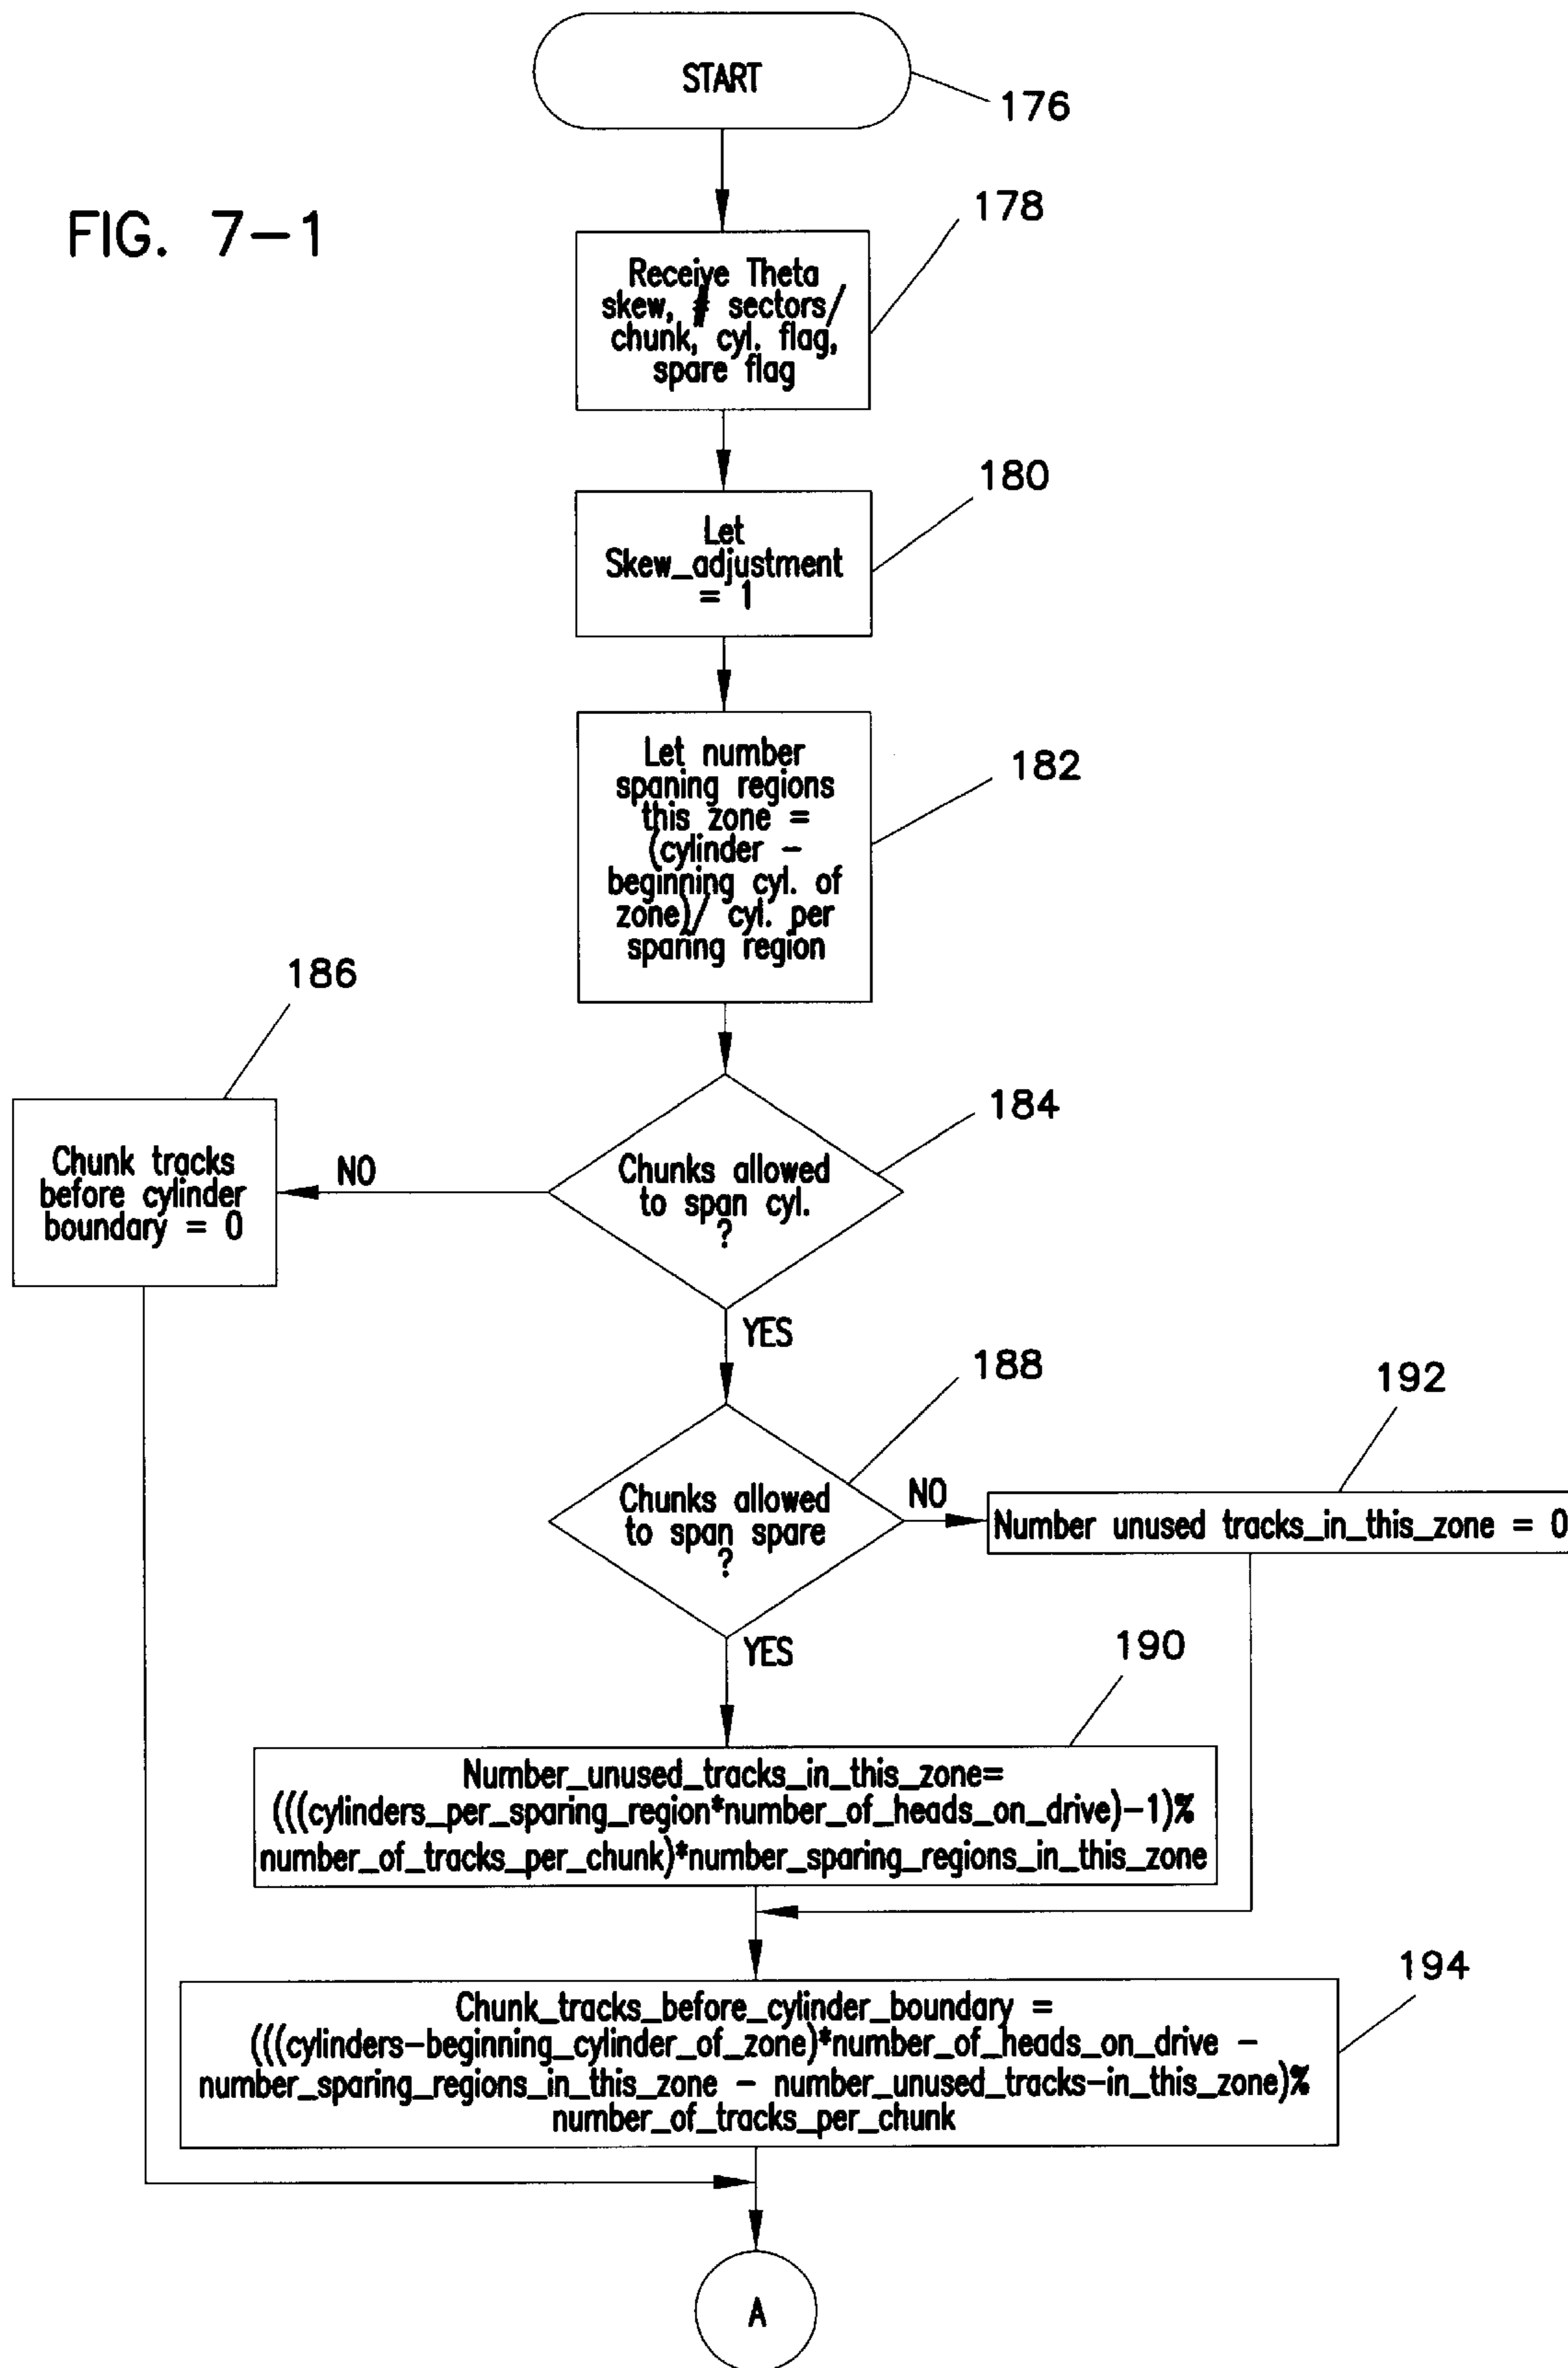 START
176
FIG. 7-1
178
Receive Theta
skew, # sectors/
chunk, cyl. flag,
spare flag
180
Let
Skew_adjustment
= 1
182
Let number
spaning regions
this zone =
(cylinder -
beginning cyl. of
zone)/ cyl. per
sparing region
186
184
Chunk tracks
before cylinder
boundary = 0
NO
Chunks allowed
to span cyl.
?
YES
188
192
Chunks allowed
to span spare
?
NO
Number unused tracks_in_this_zone = 0
YES
190
Number_unused_tracks_in_this_zone=
(((cylinders_per_sparing_region*number_of_heads_on_drive)-1)%
number_of_tracks_per_chunk)*number_sparing_regions_in_this_zone
194
Chunk_tracks_before_cylinder_boundary =
(((cylinders-beginning_cylinder_of_zone)*number_of_heads_on_drive -
number_sparing_regions_in_this_zone - number_unused_tracks-in_this_zone)%
number_of_tracks_per_chunk
A